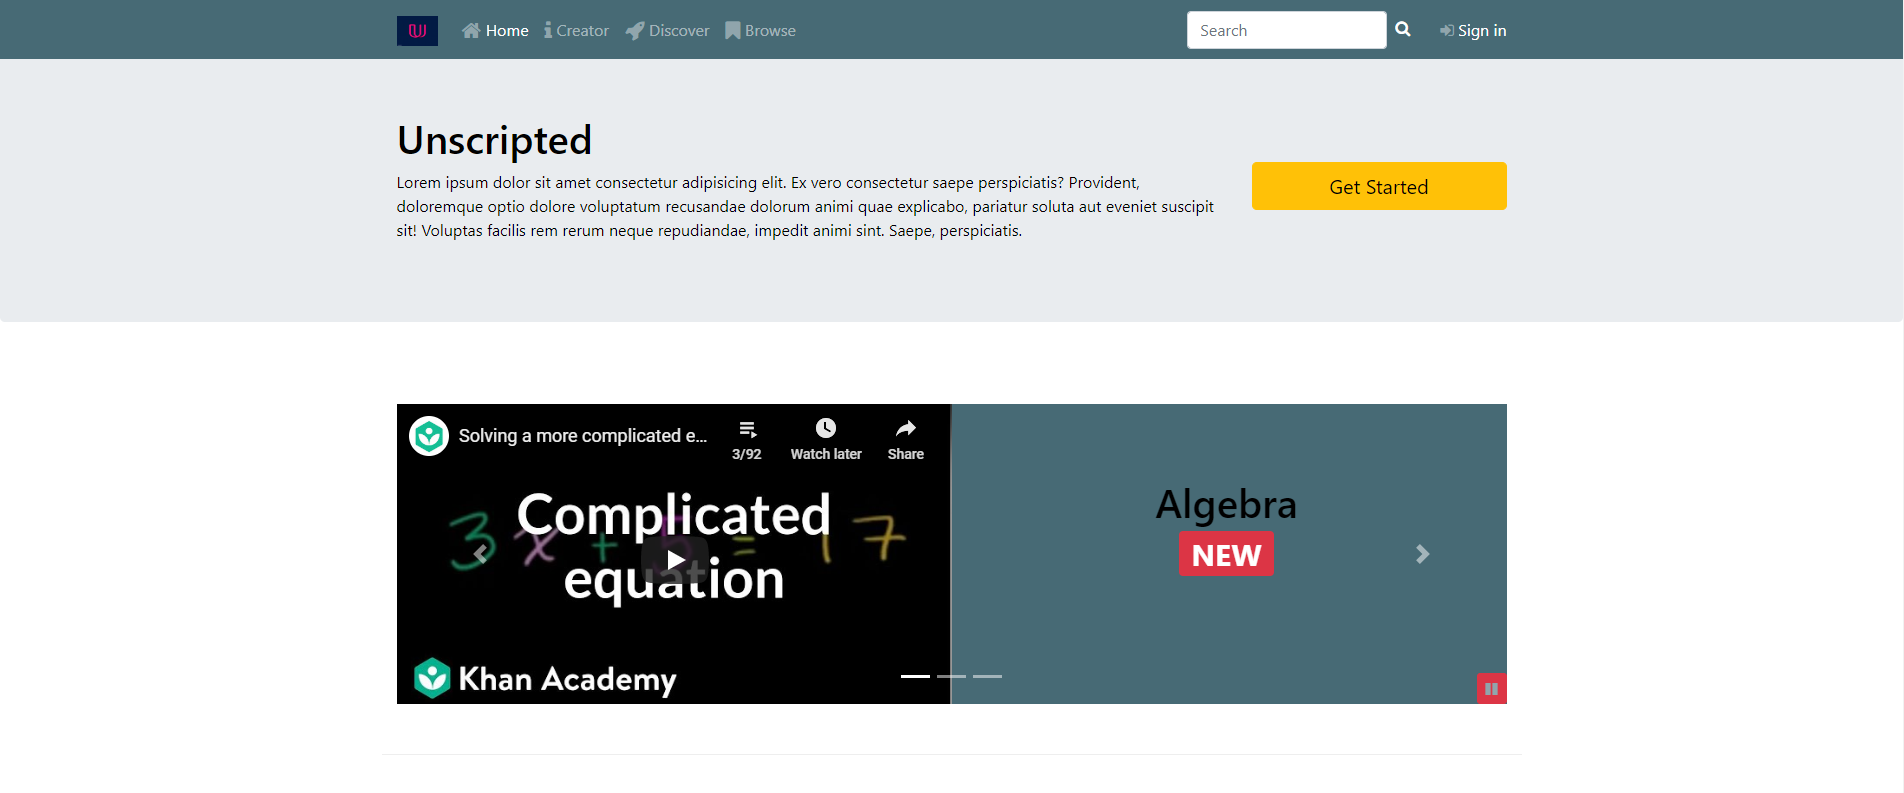 Home Creator Discover Browse Search Sign in
Unscripted
Lorem ipsum dolor sit amet consectetur adipisicing elit. Ex vero consectetur saepe perspiciatis? Provident,
doloremque optio dolore voluptatum recusandae dolorum animi quae explicabo, pariatur soluta aut eveniet suscipit
sit! Voluptas facilis rem rerum neque repudiandae, impedit animi sint. Saepe, perspiciatis.
Get Started
Solving a more complicated e...
3/92 Watch later Share
3x + 5 = 17
Complicated
equation
Khan Academy
Algebra
NEW